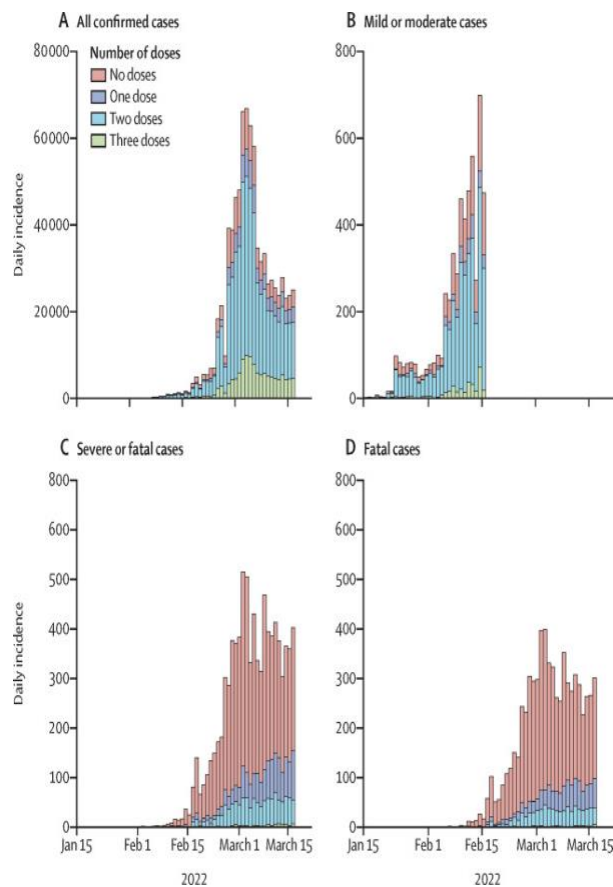 A All confirmed cases
Number of doses
No doses
One dose
Two doses
Three doses
80000
60000
40000
20000
0
Daily incidence
B Mild or moderate cases
800
600
400
200
0
C Severe or fatal cases
800
700
600
500
400
300
200
100
0
Daily incidence
Jan 15
Feb 1
Feb 15
March 1
March 15
2022
D Fatal cases
800
700
600
500
400
300
200
100
0
Jan 15
Feb 1
Feb 15
March 1
March 15
2022